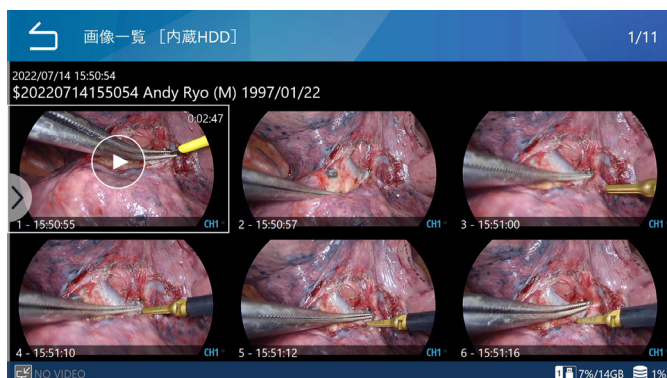 画像一覧 [内蔵HDD]
1/11
2022/07/14 15:50:54
$20220714155054 Andy Ryo (M) 1997/01/22
0:02:47
1 - 15:50:55 CH1
2 - 15:50:57 CH1
3 - 15:51:00 CH1
4 - 15:51:10 CH1
5 - 15:51:12 CH1
6 - 15:51:16 CH1
NO VIDEO
1 7%/14GB 1%